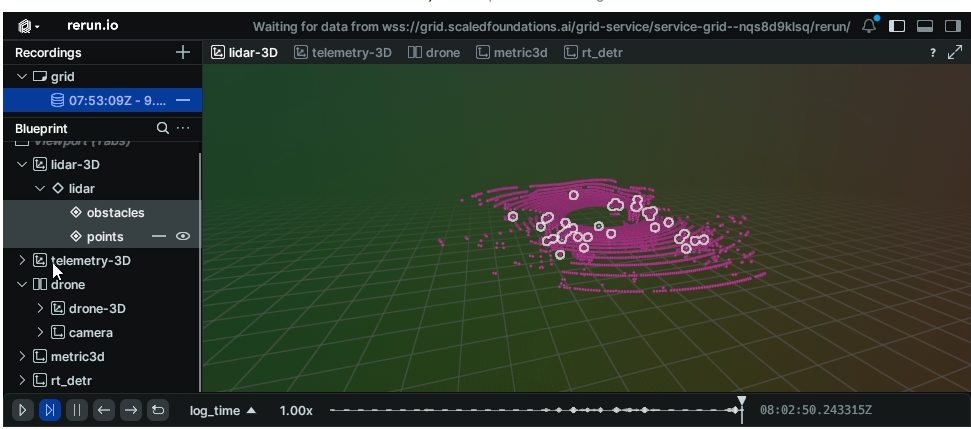 rerun.io
Waiting for data from wss://grid.scaledfoundations.ai/grid-service/service-grid--nqs8d9klsq/rerun/
Recordings
lidar-3D
telemetry-3D
drone
metric3d
rt_detr
?
grid
07:53:09Z - 9....
Blueprint
Viewport (Tabs)
lidar-3D
lidar
obstacles
points
telemetry-3D
drone
drone-3D
camera
metric3d
rt_detr
log_time
1.00x
08:02:50.243315Z